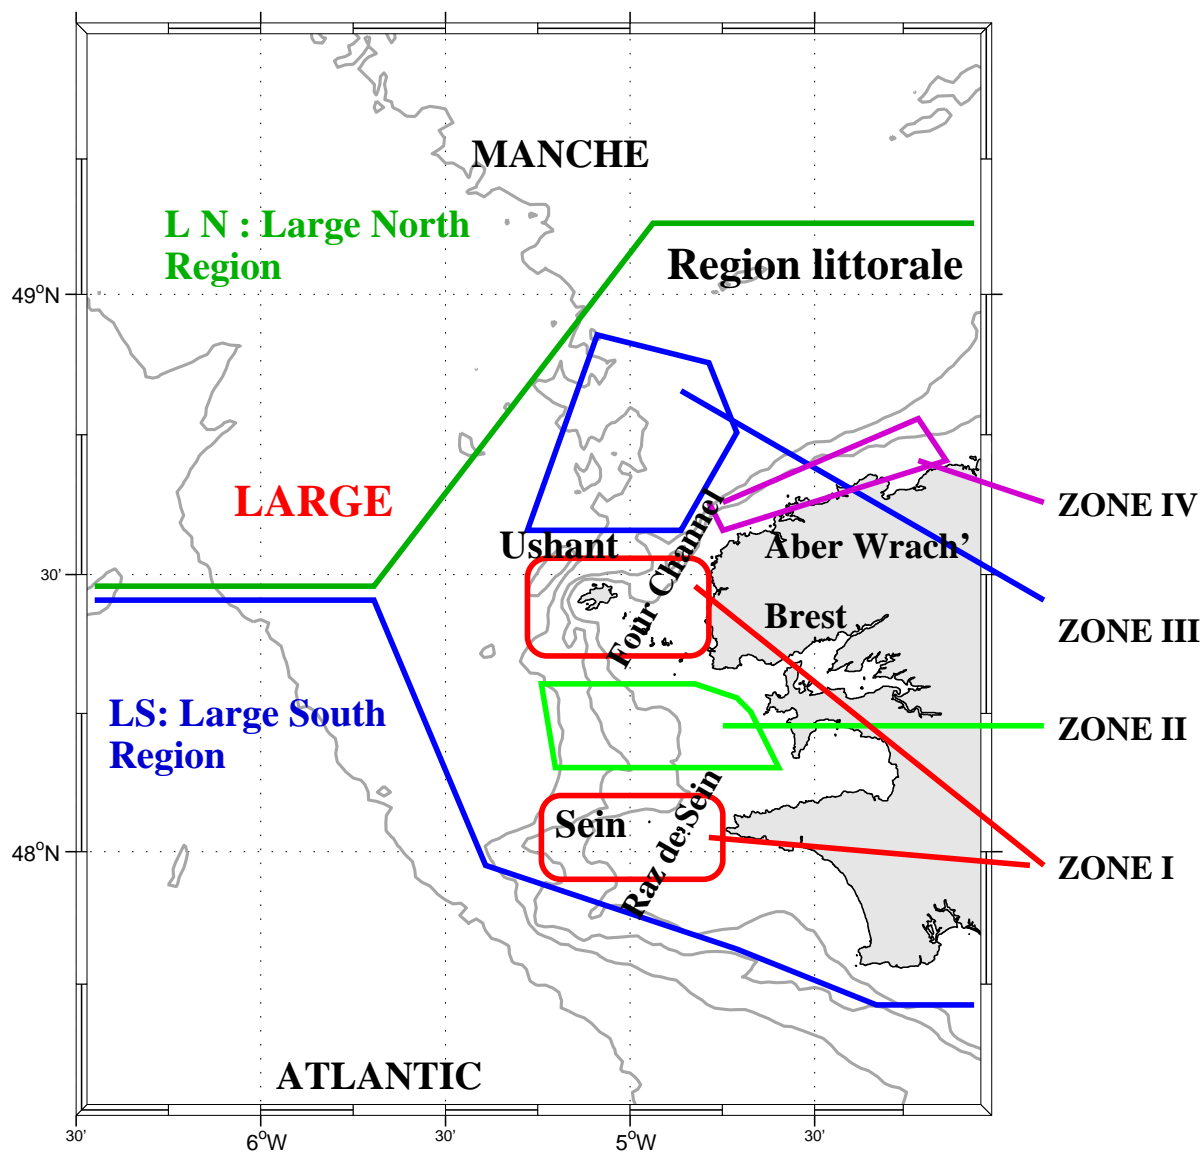 MANCHE
L N : Large North
Region
Region littorale
49°N
LARGE
ZONE IV
Ushant
Four Channel
Aber Wrach'
30'
Brest
ZONE III
LS: Large South
Region
ZONE II
Sein
Raz de Sein
48°N
ZONE I
ATLANTIC
30'
6°W
30'
5°W
30'